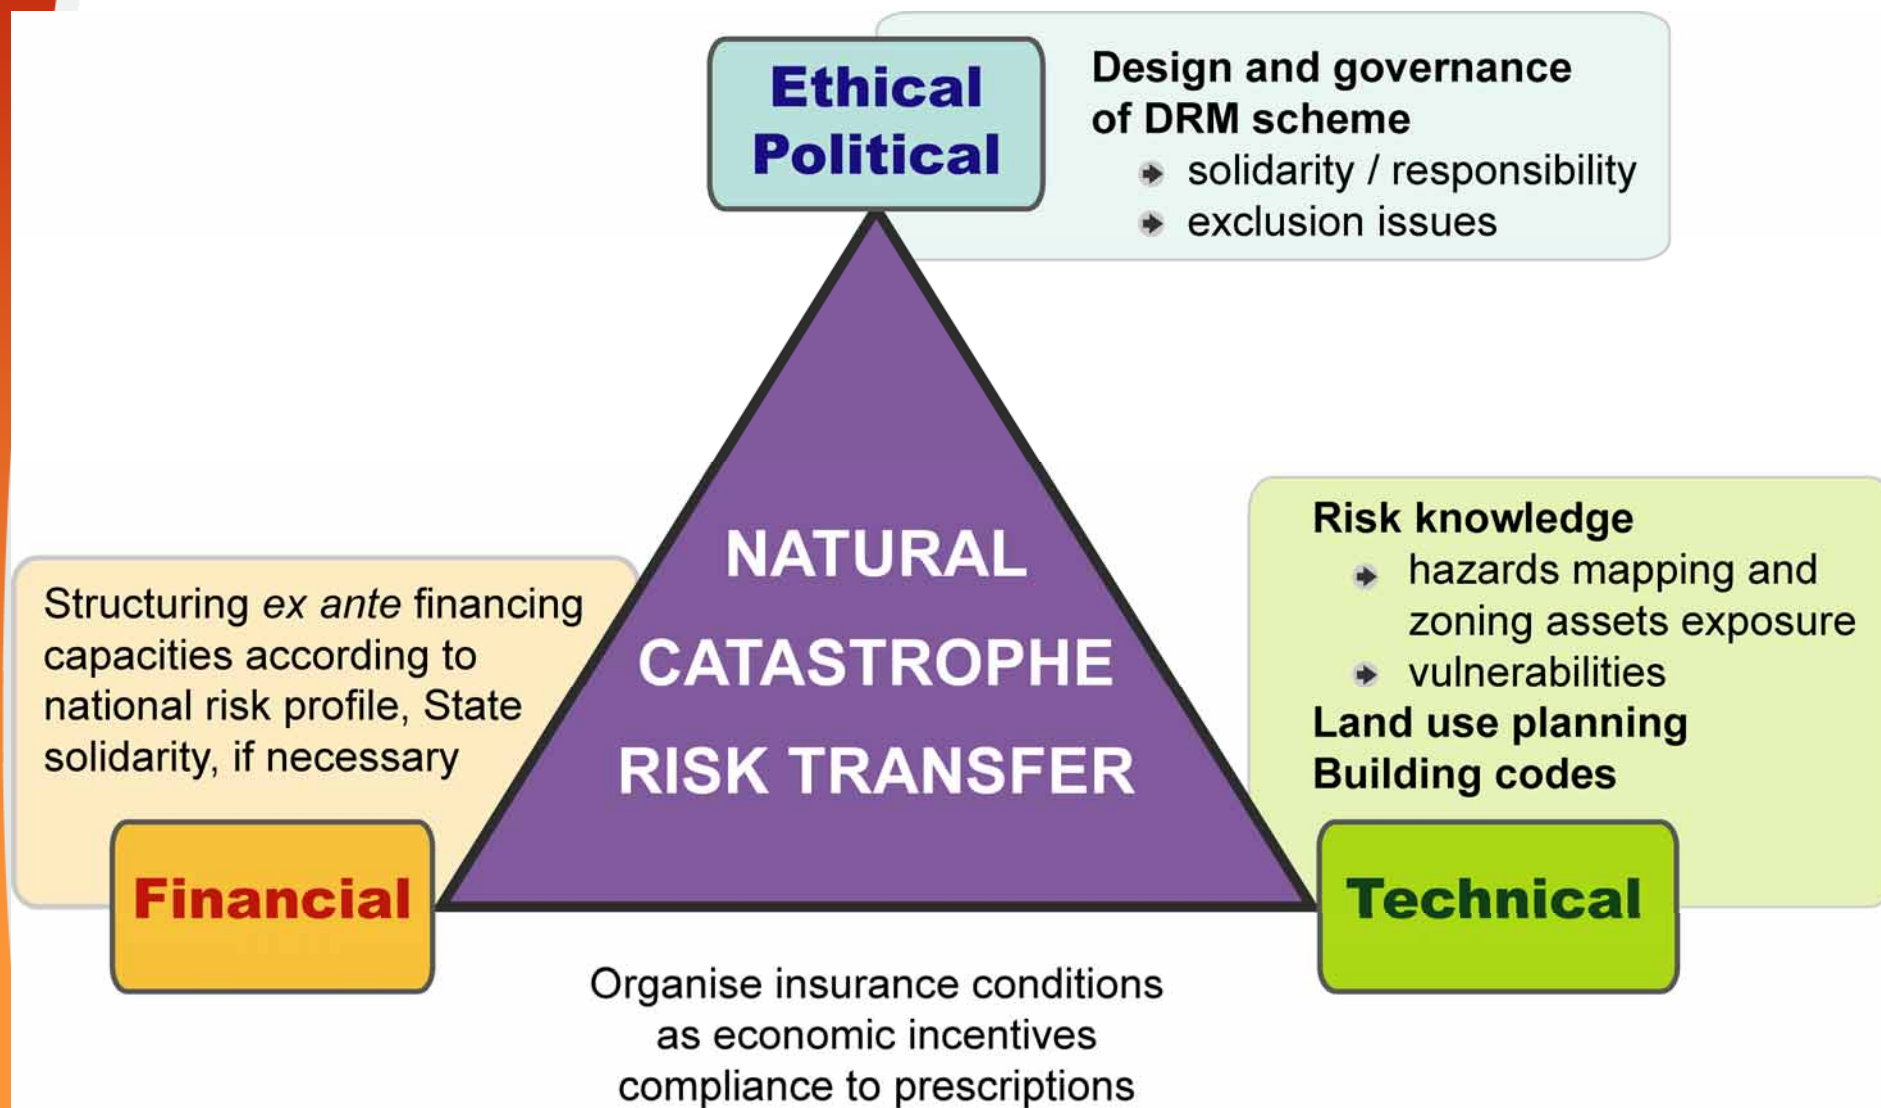 Ethical
Political
Design and governance
of DRM scheme
solidarity / responsibility
exclusion issues
NATURAL
CATASTROPHE
RISK TRANSFER
Structuring ex ante financing
capacities according to
national risk profile, State
solidarity, if necessary
Financial
Risk knowledge
hazards mapping and
zoning assets exposure
vulnerabilities
Land use planning
Building codes
Technical
Organise insurance conditions
as economic incentives
compliance to prescriptions